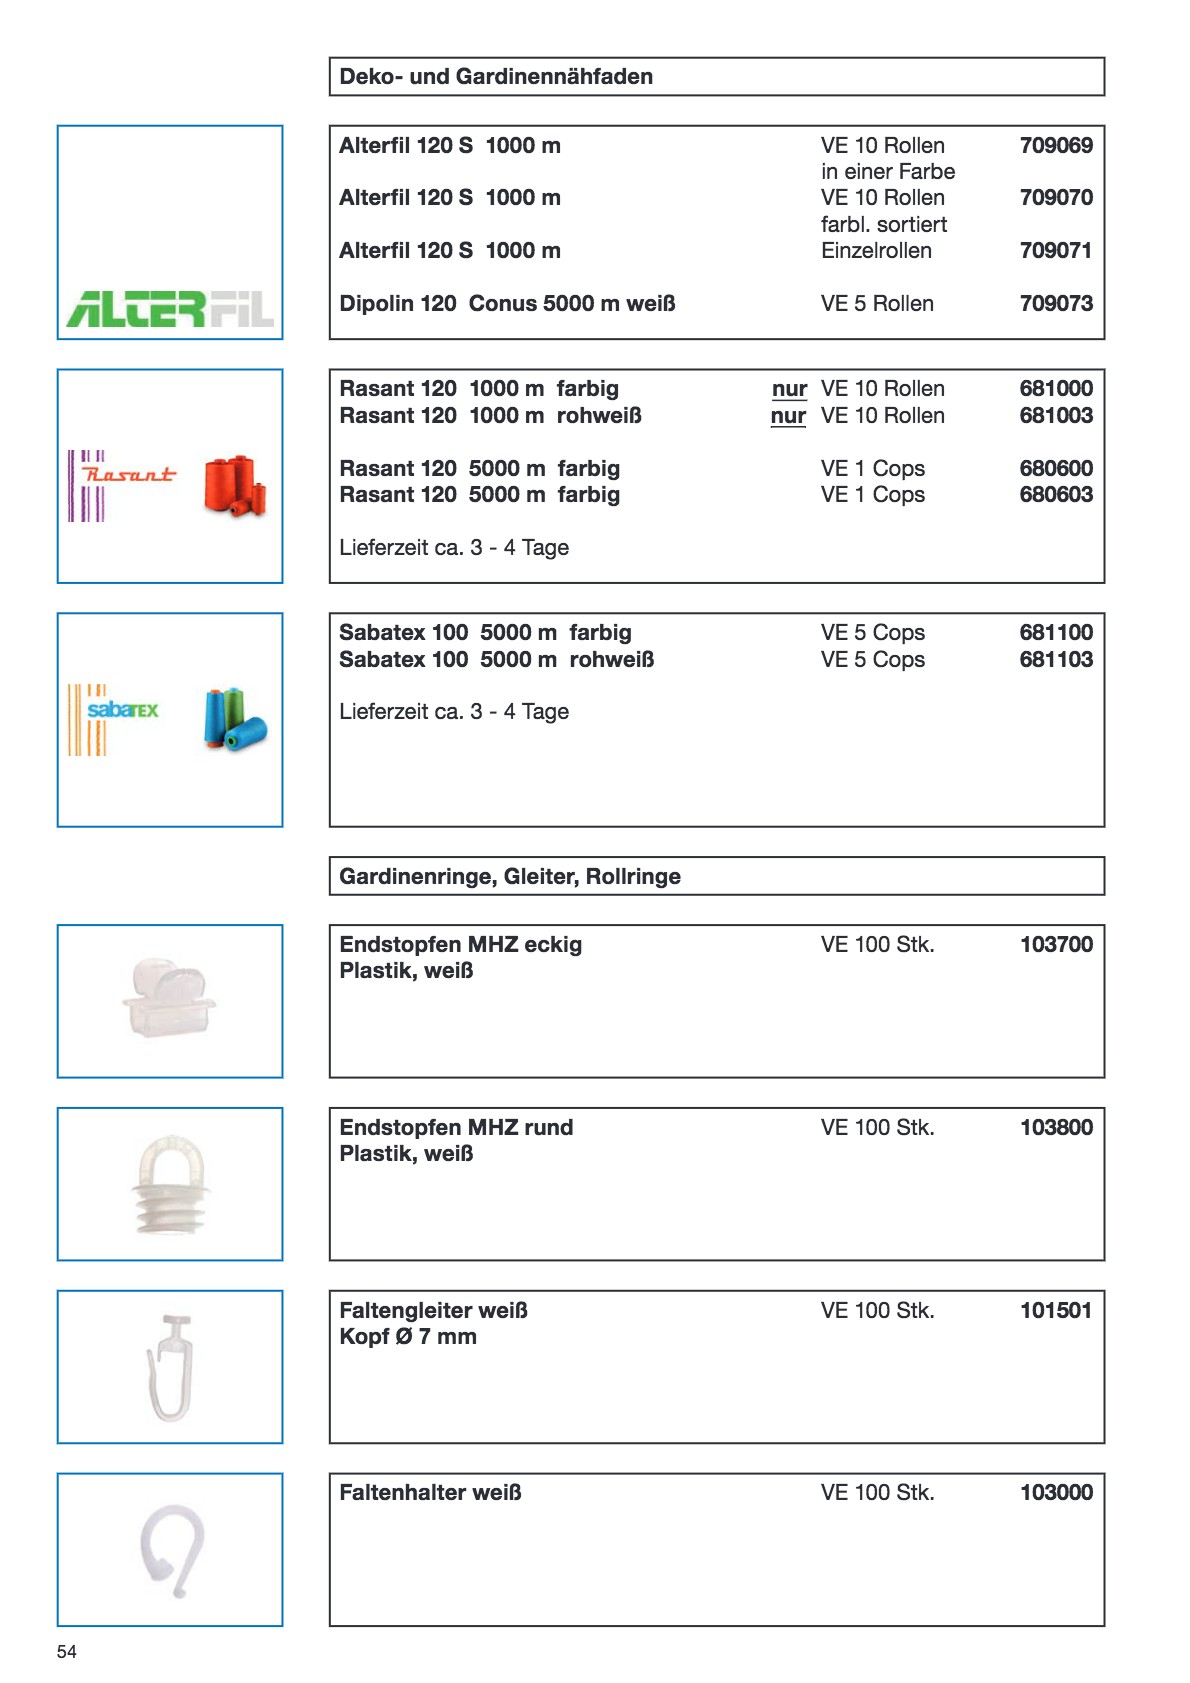 Deko- und Gardinennähfaden
ALTERFiL
Alterfil 120 S 1000 m VE 10 Rollen 709069
in einer Farbe
Alterfil 120 S 1000 m VE 10 Rollen 709070
farbl. sortiert
Alterfil 120 S 1000 m Einzelrollen 709071
Dipolin 120 Conus 5000 m weiß VE 5 Rollen 709073
Rasant
Rasant 120 1000 m farbig nur VE 10 Rollen 681000
Rasant 120 1000 m rohweiß nur VE 10 Rollen 681003
Rasant 120 5000 m farbig VE 1 Cops 680600
Rasant 120 5000 m farbig VE 1 Cops 680603
Lieferzeit ca. 3 - 4 Tage
sabaTEX
Sabatex 100 5000 m farbig VE 5 Cops 681100
Sabatex 100 5000 m rohweiß VE 5 Cops 681103
Lieferzeit ca. 3 - 4 Tage
Gardinenringe, Gleiter, Rollringe
Endstopfen MHZ eckig VE 100 Stk. 103700
Plastik, weiß
Endstopfen MHZ rund VE 100 Stk. 103800
Plastik, weiß
Faltengleiter weiß VE 100 Stk. 101501
Kopf Ø 7 mm
Faltenhalter weiß VE 100 Stk. 103000
54